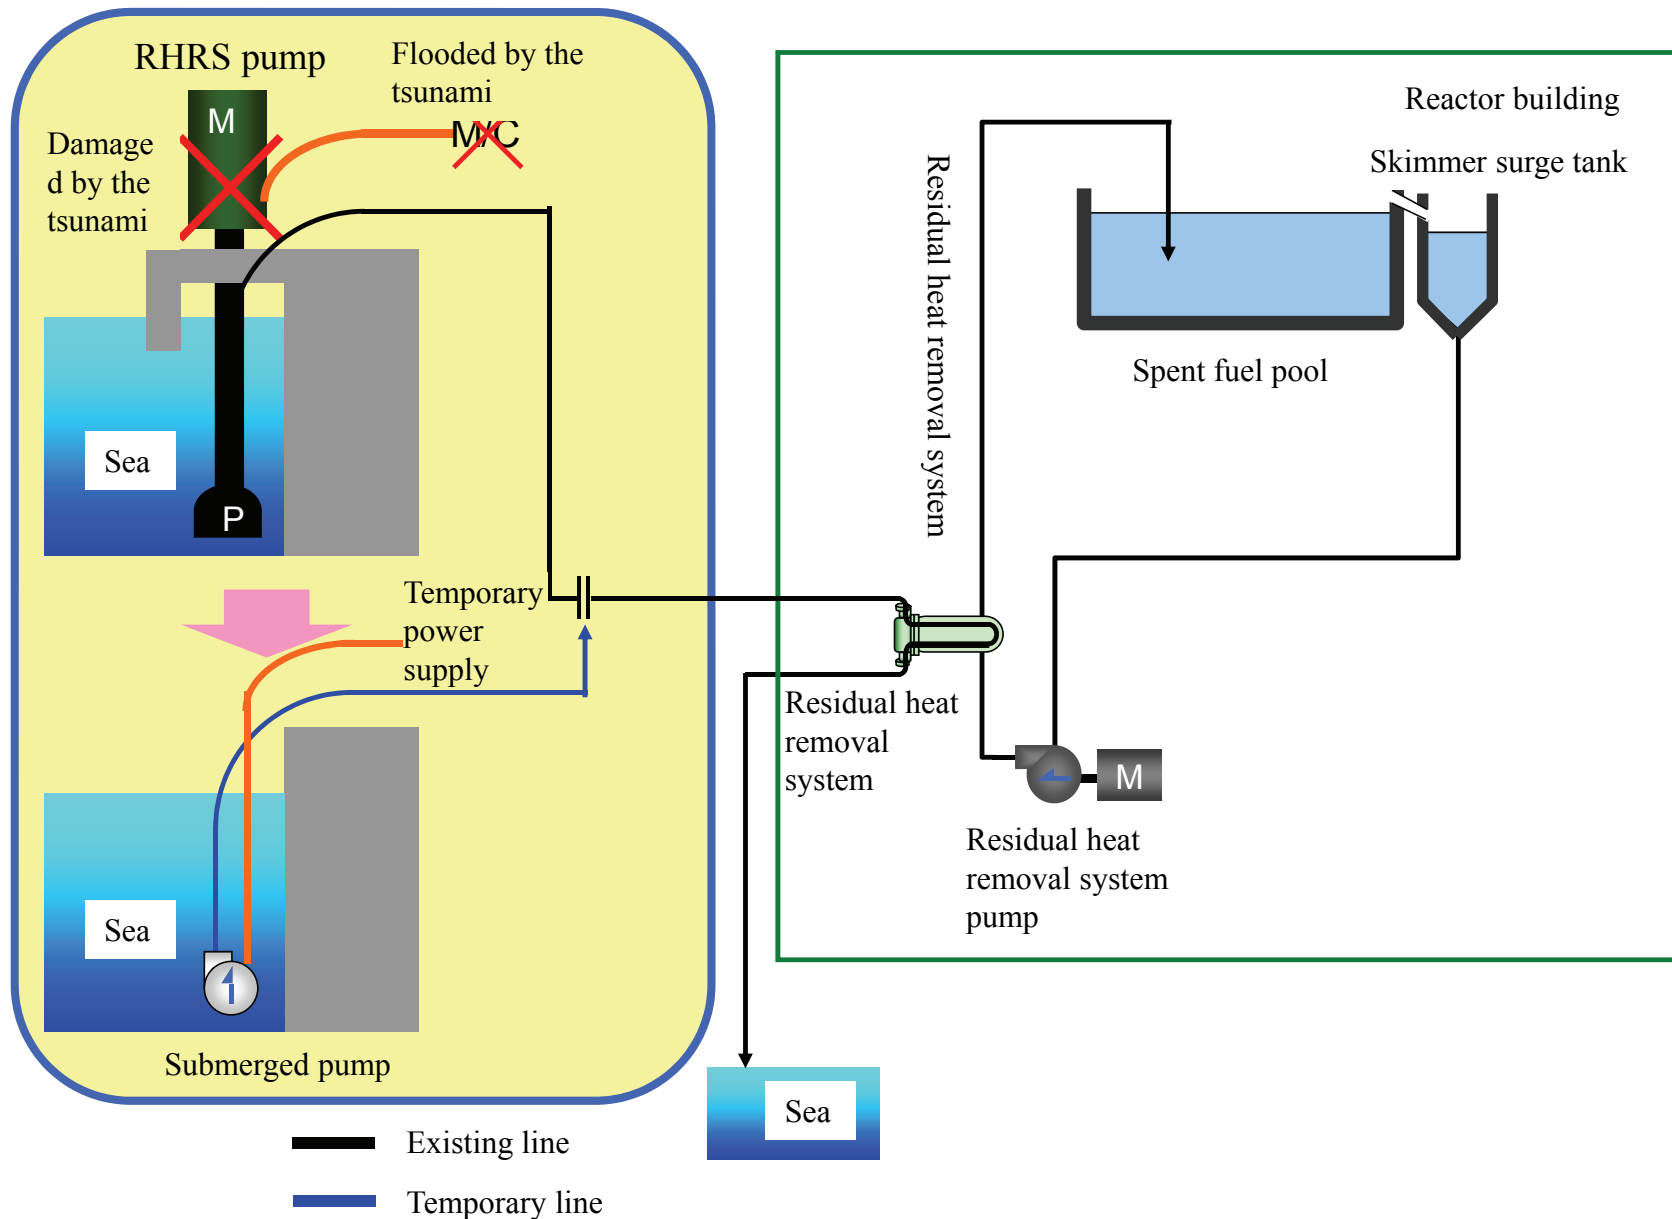 RHRS pump
Flooded by the
tsunami
M
M/C
Damage
d by the
tsunami
Sea
P
Temporary
power
supply
Sea
Submerged pump
Existing line
Temporary line
Sea
Reactor building
Skimmer surge tank
Residual heat removal system
Spent fuel pool
Residual heat
removal
system
M
Residual heat
removal system
pump